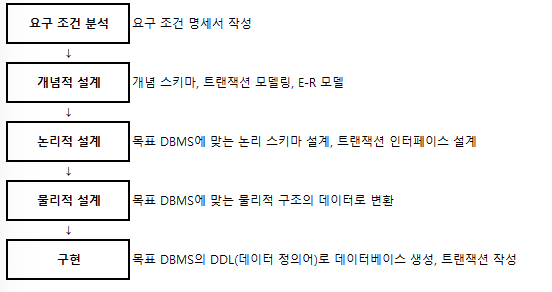 요구 조건 분석 요구 조건 명세서 작성
↓
개념적 설계 개념 스키마, 트랜잭션 모델링, E-R 모델
↓
논리적 설계 목표 DBMS에 맞는 논리 스키마 설계, 트랜잭션 인터페이스 설계
↓
물리적 설계 목표 DBMS에 맞는 물리적 구조의 데이터로 변환
↓
구현 목표 DBMS의 DDL(데이터 정의어)로 데이터베이스 생성, 트랜잭션 작성